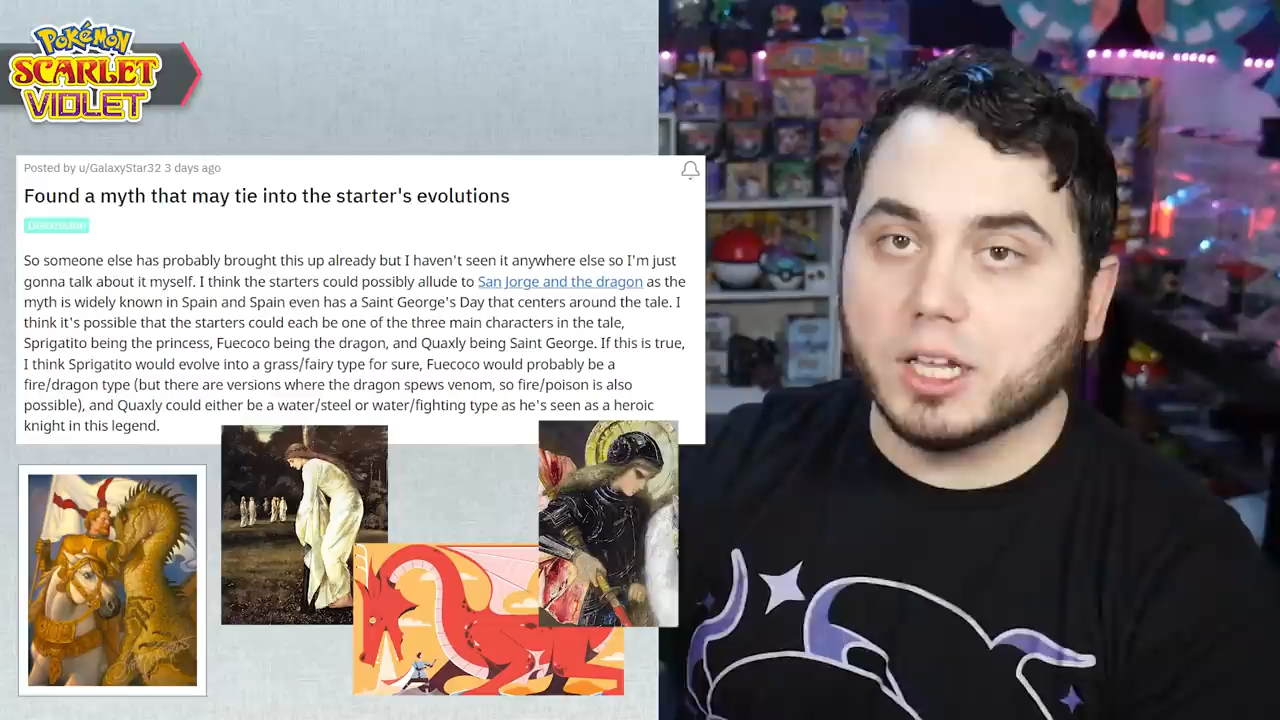 POKéMON
SCARLET
VIOLET
Posted by u/GalaxyStar32 3 days ago
Found a myth that may tie into the starter's evolutions
Discussion
So someone else has probably brought this up already but I haven't seen it anywhere else so I'm just
gonna talk about it myself. I think the starters could possibly allude to San Jorge and the dragon as the
myth is widely known in Spain and Spain even has a Saint George's Day that centers around the tale. I
think it's possible that the starters could each be one of the three main characters in the tale,
Sprigatito being the princess, Fuecoco being the dragon, and Quaxly being Saint George. If this is true,
I think Sprigatito would evolve into a grass/fairy type for sure, Fuecoco would probably be a
fire/dragon type (but there are versions where the dragon spews venom, so fire/poison is also
possible), and Quaxly could either be a water/steel or water/fighting type as he's seen as a heroic
knight in this legend.